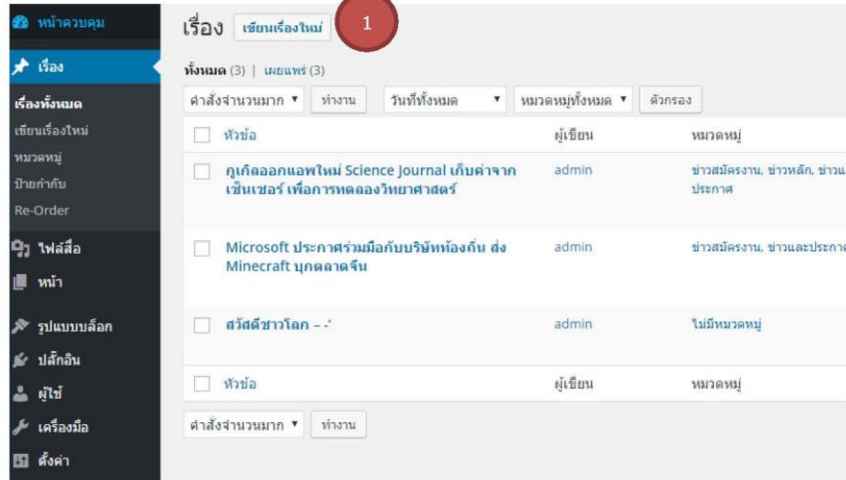 หน้าควบคุม
เรื่อง
เรื่องทั้งหมด
เขียนเรื่องใหม่
หมวดหมู่
ป้ายกำกับ
Re-Order
ไฟล์สื่อ
หน้า
รูปแบบบล็อก
ปลั๊กอิน
ผู้ใช้
เครื่องมือ
ตั้งค่า
เรื่อง เขียนเรื่องใหม่ 1
ทั้งหมด (3) | เผยแพร่ (3)
คำสั่งจำนวนมาก ทำงาน วันที่ทั้งหมด หมวดหมู่ทั้งหมด ตัวกรอง
หัวข้อ ผู้เขียน หมวดหมู่
กูเกิลออกแอพใหม่ Science Journal เก็บค่าจาก admin ข่าวสมัครงาน, ข่าวหลัก, ข่าวแ
เซ็นเซอร์ เพื่อการทดลองวิทยาศาสตร์ ประกาศ
Microsoft ประกาศร่วมมือกับบริษัทท้องถิ่น ส่ง admin ข่าวสมัครงาน, ข่าวและประกาศ
Minecraft บุกตลาดจีน
สวัสดีชาวโลก – -' admin ไม่มีหมวดหมู่
หัวข้อ ผู้เขียน หมวดหมู่
คำสั่งจำนวนมาก ทำงาน